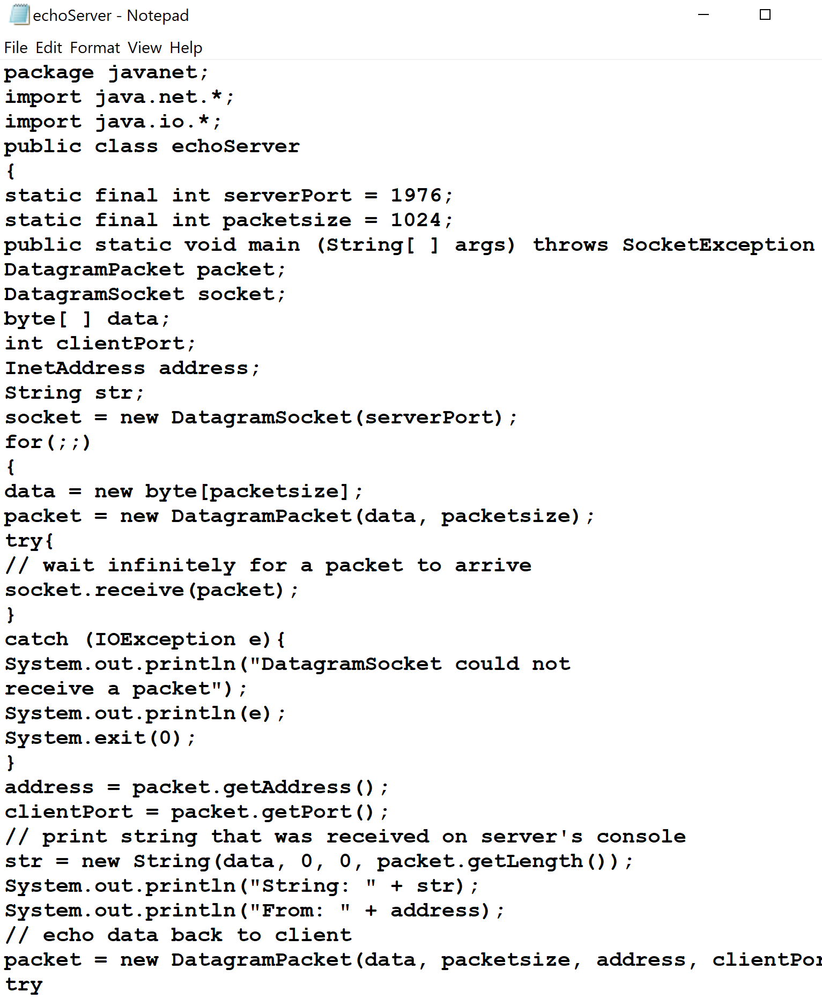 echoServer - Notepad
File Edit Format View Help
package javanet;
import java.net.*;
import java.io.*;
public class echoServer
{
static final int serverPort = 1976;
static final int packetsize = 1024;
public static void main (String[ ] args) throws SocketException
DatagramPacket packet;
DatagramSocket socket;
byte[ ] data;
int clientPort;
InetAddress address;
String str;
socket = new DatagramSocket(serverPort);
for(;;)
{
data = new byte[packetsize];
packet = new DatagramPacket(data, packetsize);
try{
// wait infinitely for a packet to arrive
socket.receive(packet);
}
catch (IOException e){
System.out.println("DatagramSocket could not
receive a packet");
System.out.println(e);
System.exit(0);
}
address = packet.getAddress();
clientPort = packet.getPort();
// print string that was received on server's console
str = new String(data, 0, 0, packet.getLength());
System.out.println("String: " + str);
System.out.println("From: " + address);
// echo data back to client
packet = new DatagramPacket(data, packetsize, address, clientPor
try